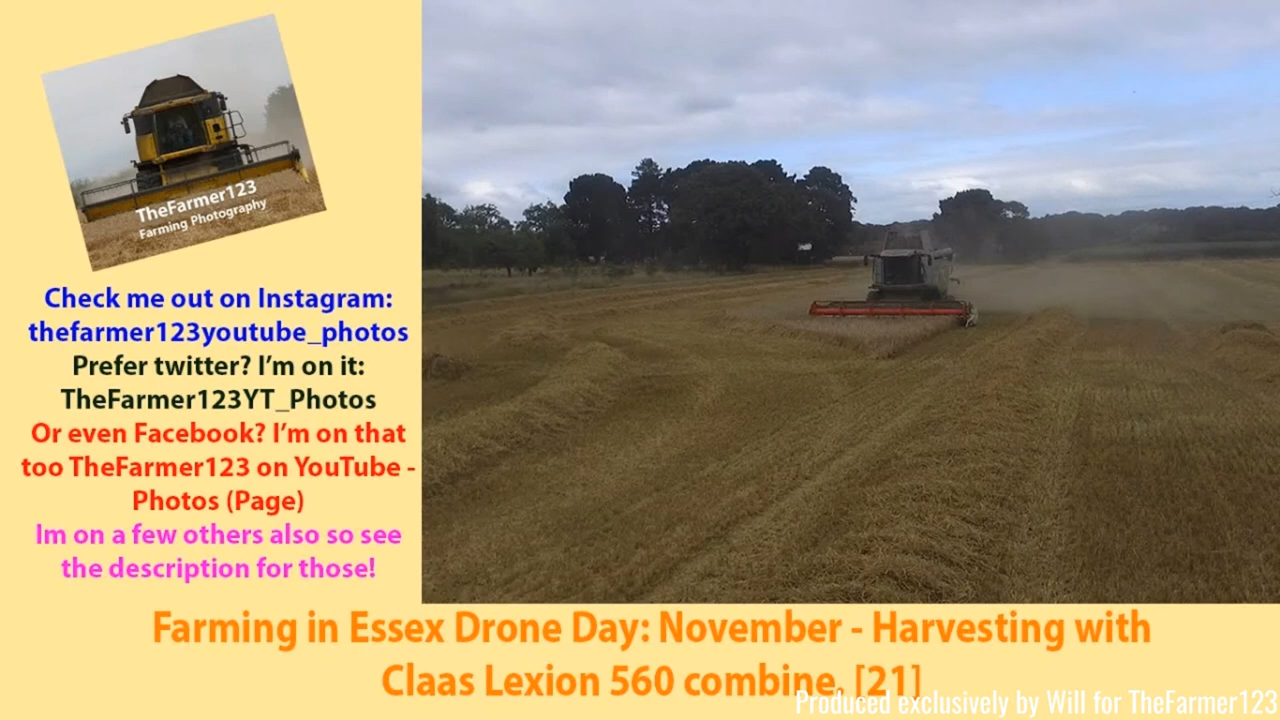 TheFarmer123
Farming Photography
Check me out on Instagram:
thefarmer123youtube_photos
Prefer twitter? I'm on it:
TheFarmer123YT_Photos
Or even Facebook? I'm on that
too TheFarmer123 on YouTube -
Photos (Page)
Im on a few others also so see
the description for those!
Farming in Essex Drone Day: November - Harvesting with
Claas Lexion 560 combine. [21]
Produced exclusively by Will for TheFarmer123